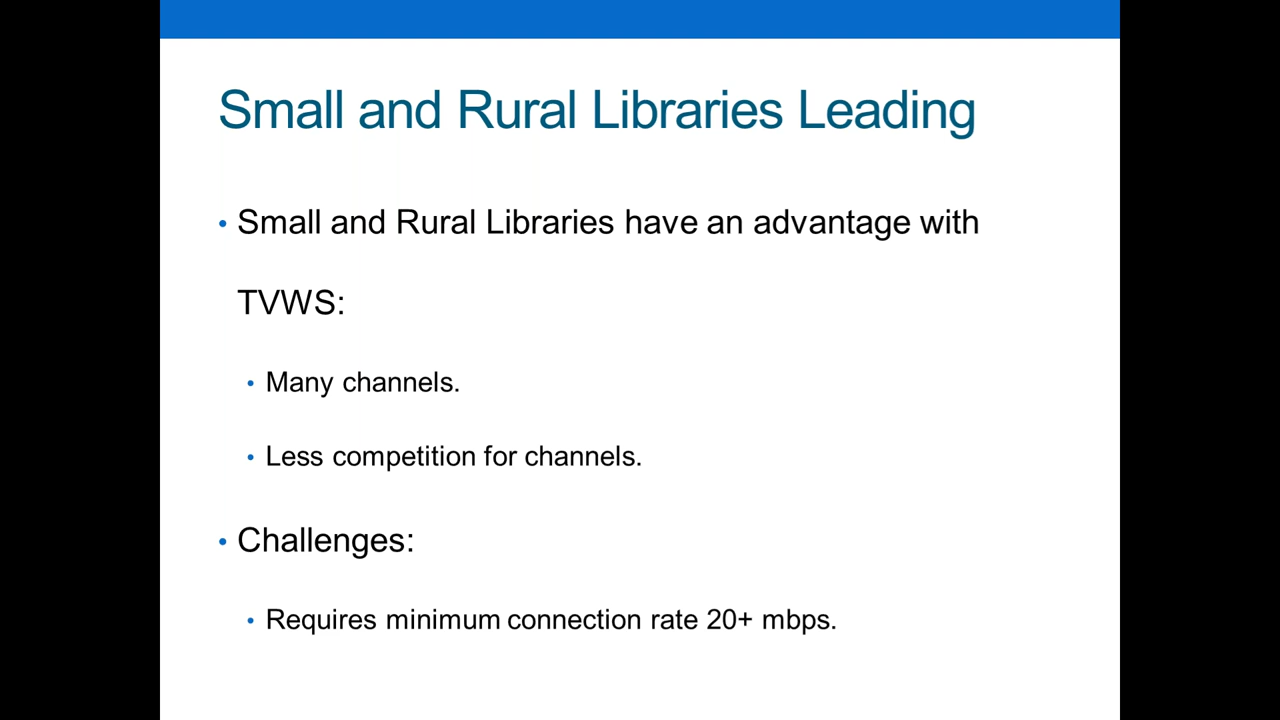 Small and Rural Libraries Leading
• Small and Rural Libraries have an advantage with
TVWS:
• Many channels.
• Less competition for channels.
• Challenges:
• Requires minimum connection rate 20+ mbps.